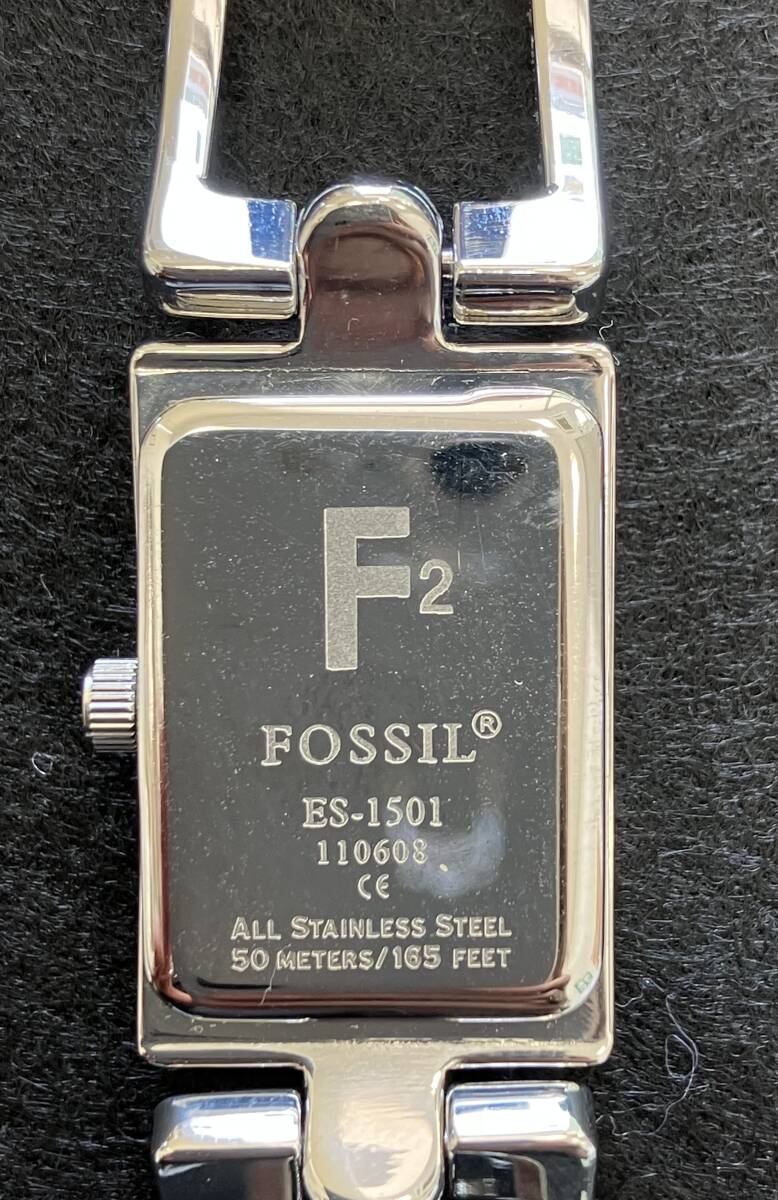 F2
FOSSIL®
ES-1501
110608
CE
ALL STAINLESS STEEL
50 METERS/165 FEET